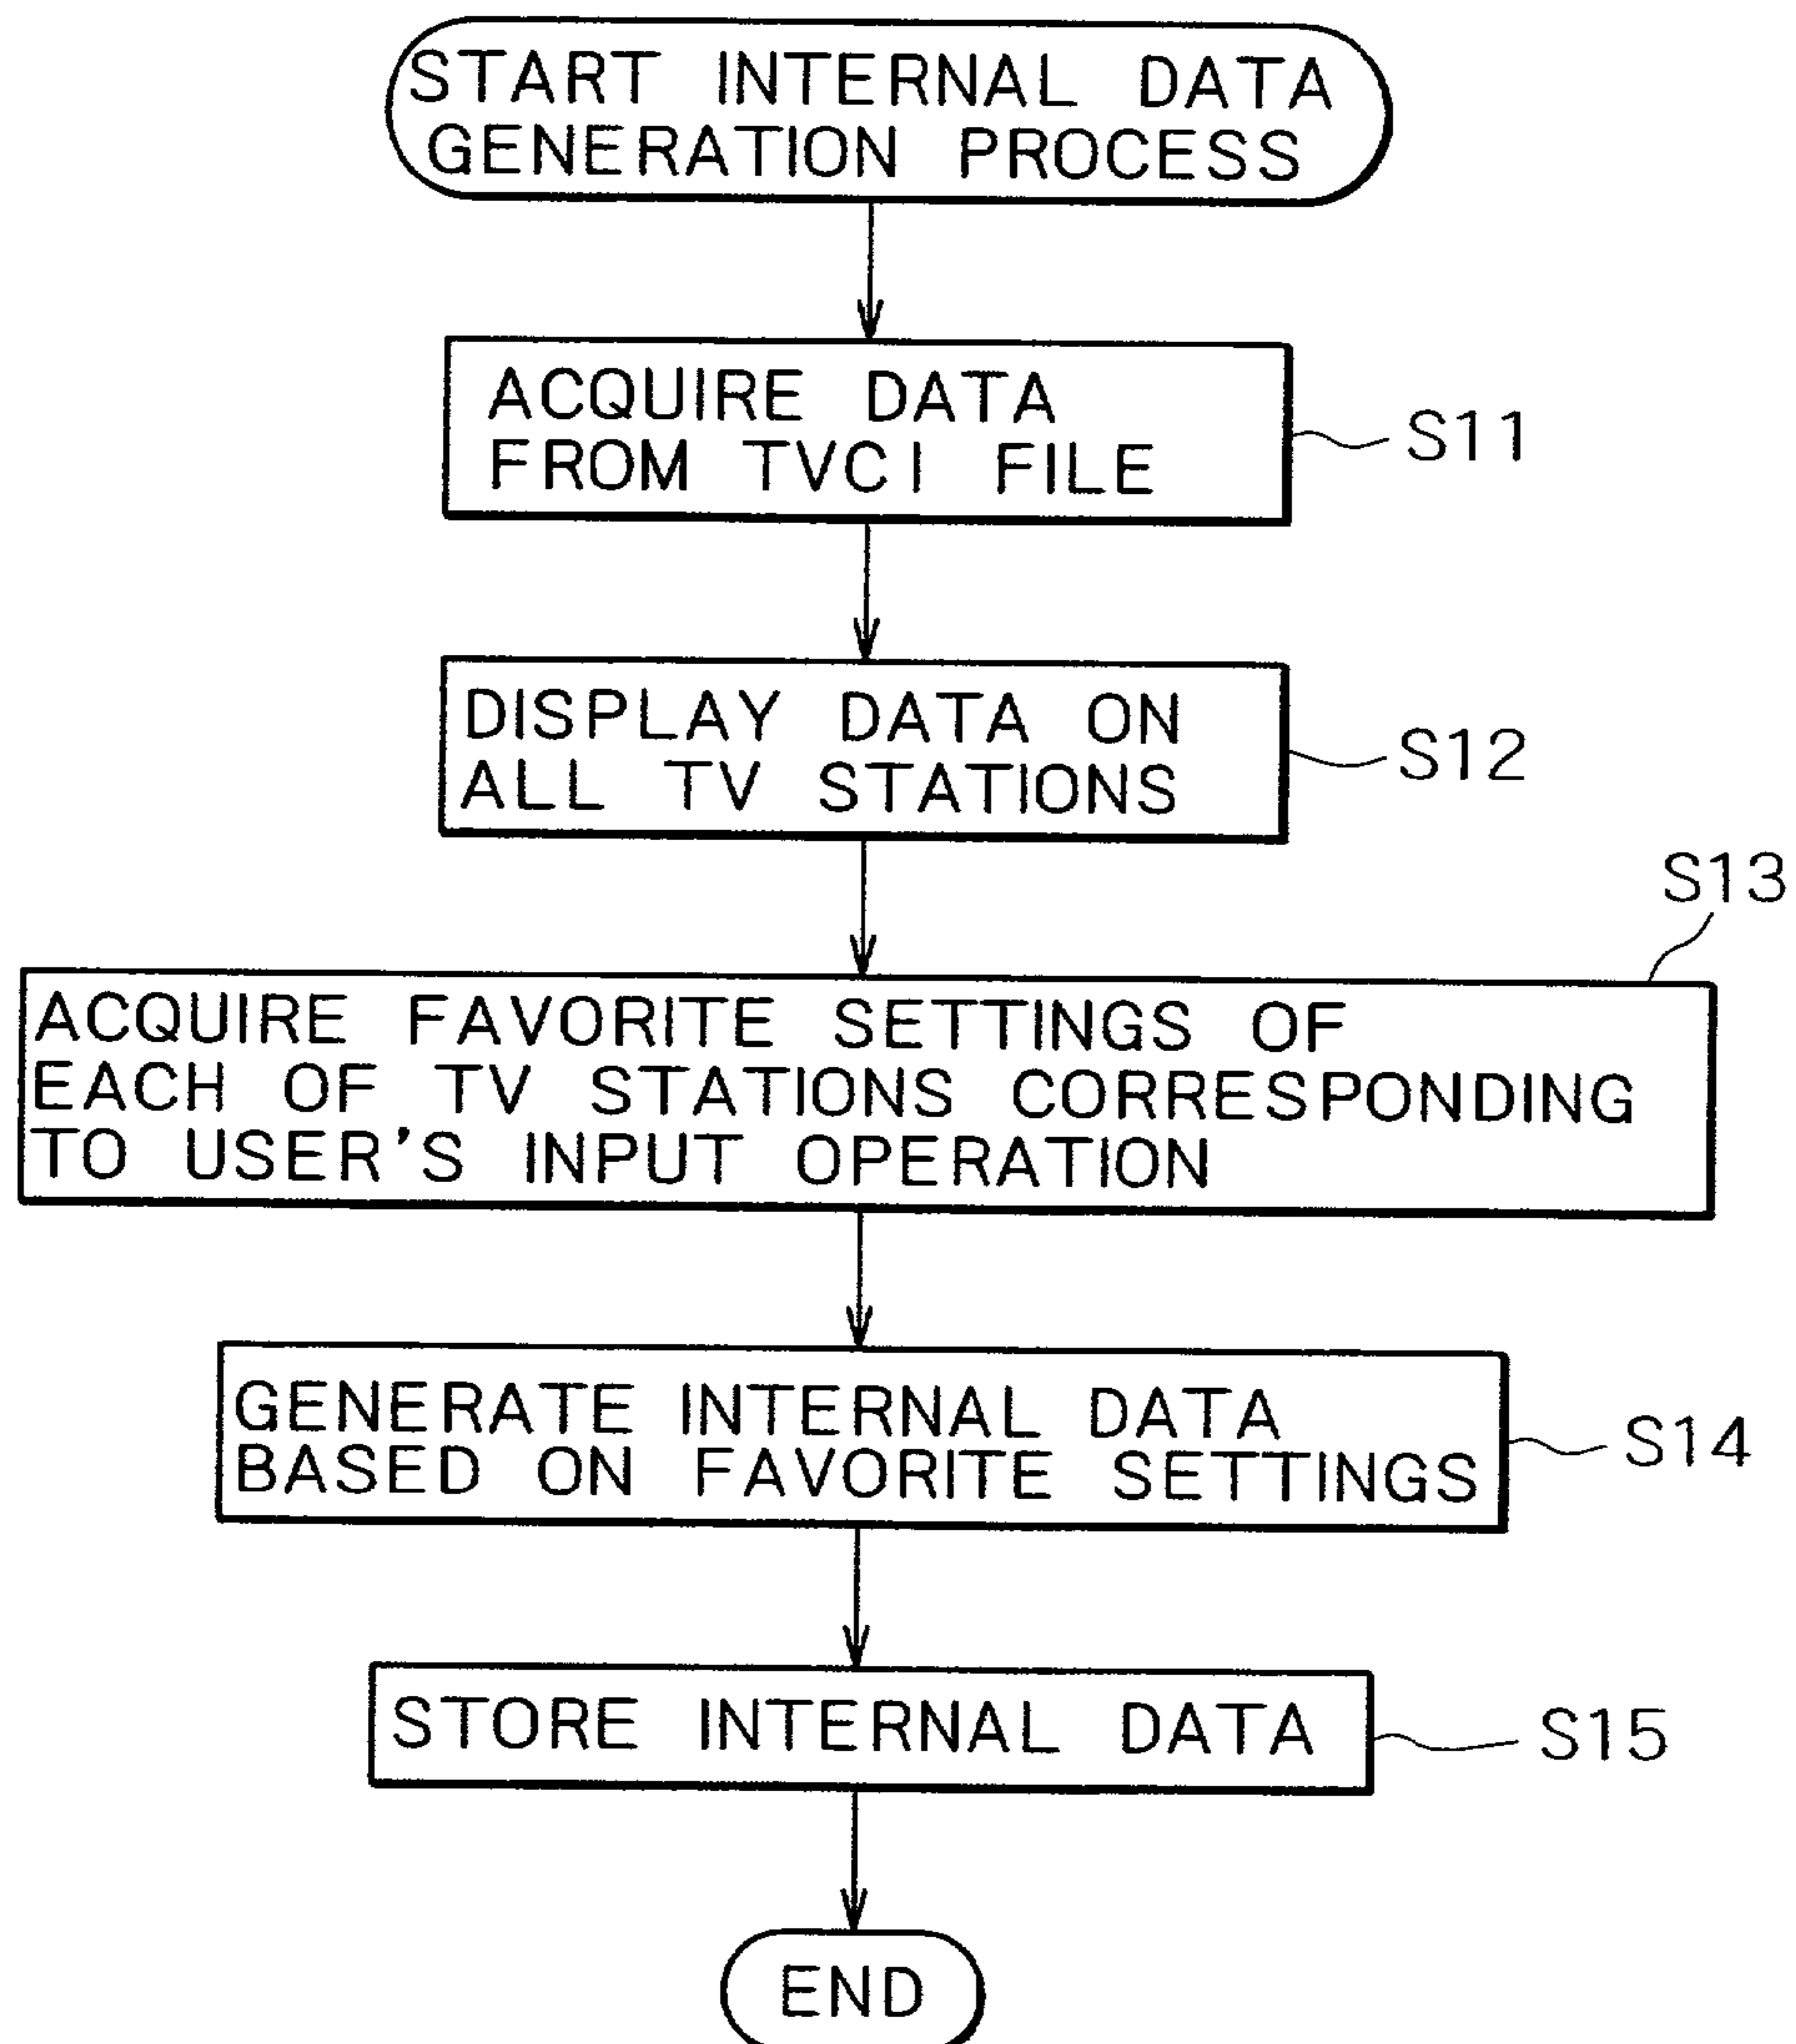 START INTERNAL DATA
GENERATION PROCESS
ACQUIRE DATA
FROM TVCI FILE
S11
DISPLAY DATA ON
ALL TV STATIONS
S12
S13
ACQUIRE FAVORITE SETTINGS OF
EACH OF TV STATIONS CORRESPONDING
TO USER'S INPUT OPERATION
GENERATE INTERNAL DATA
BASED ON FAVORITE SETTINGS
S14
STORE INTERNAL DATA
S15
END